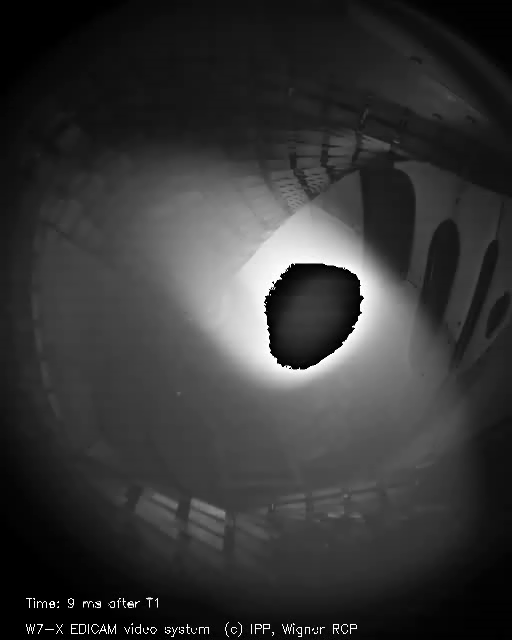 Time: 9 ms after T1
W7-X EDICAM video system (c) IPP, Wigner RCP